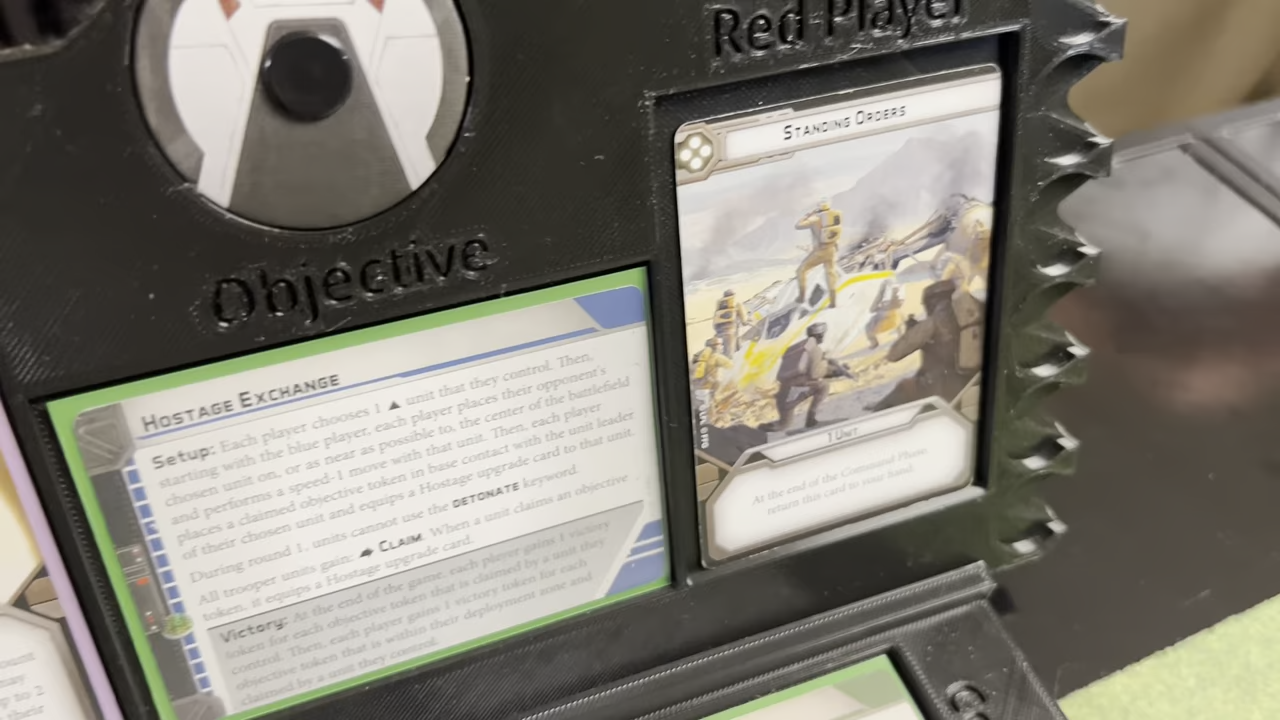 Red Player
STANDING ORDERS
1 UNIT
At the end of the Command Phase
return this card to your hand.
Objective
HOSTAGE EXCHANGE
Setup: Each player chooses 1 ▲ unit that they control. Then,
starting with the blue player, each player places their opponent's
chosen unit on, or as near as possible to, the center of the battlefield
and performs a speed-1 move with that unit. Then, each player
places a claimed objective token in base contact with the unit leader
of their chosen unit and equips a Hostage upgrade card to that unit.
During round 1, units cannot use the DETONATE keyword.
All trooper units gain: CLAIM. When a unit claims an objective
token, it equips a Hostage upgrade card.
Victory: At the end of the game, each player gains 1 victory
token for each objective token that is claimed by a unit they
control. Then, each player gains 1 victory token for each
objective token that is within their deployment zone and
claimed by a unit they control.
ount
may
p to 2
their